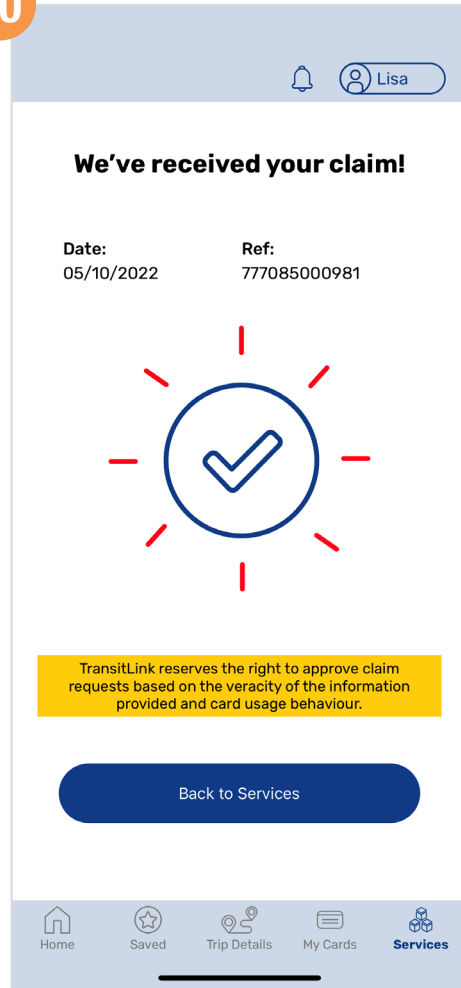 0
Lisa
We’ve received your claim!
Date:
05/10/2022
Ref:
777085000981
TransitLink reserves the right to approve claim
requests based on the veracity of the information
provided and card usage behaviour.
Back to Services
Home
Saved
Trip Details
My Cards
Services